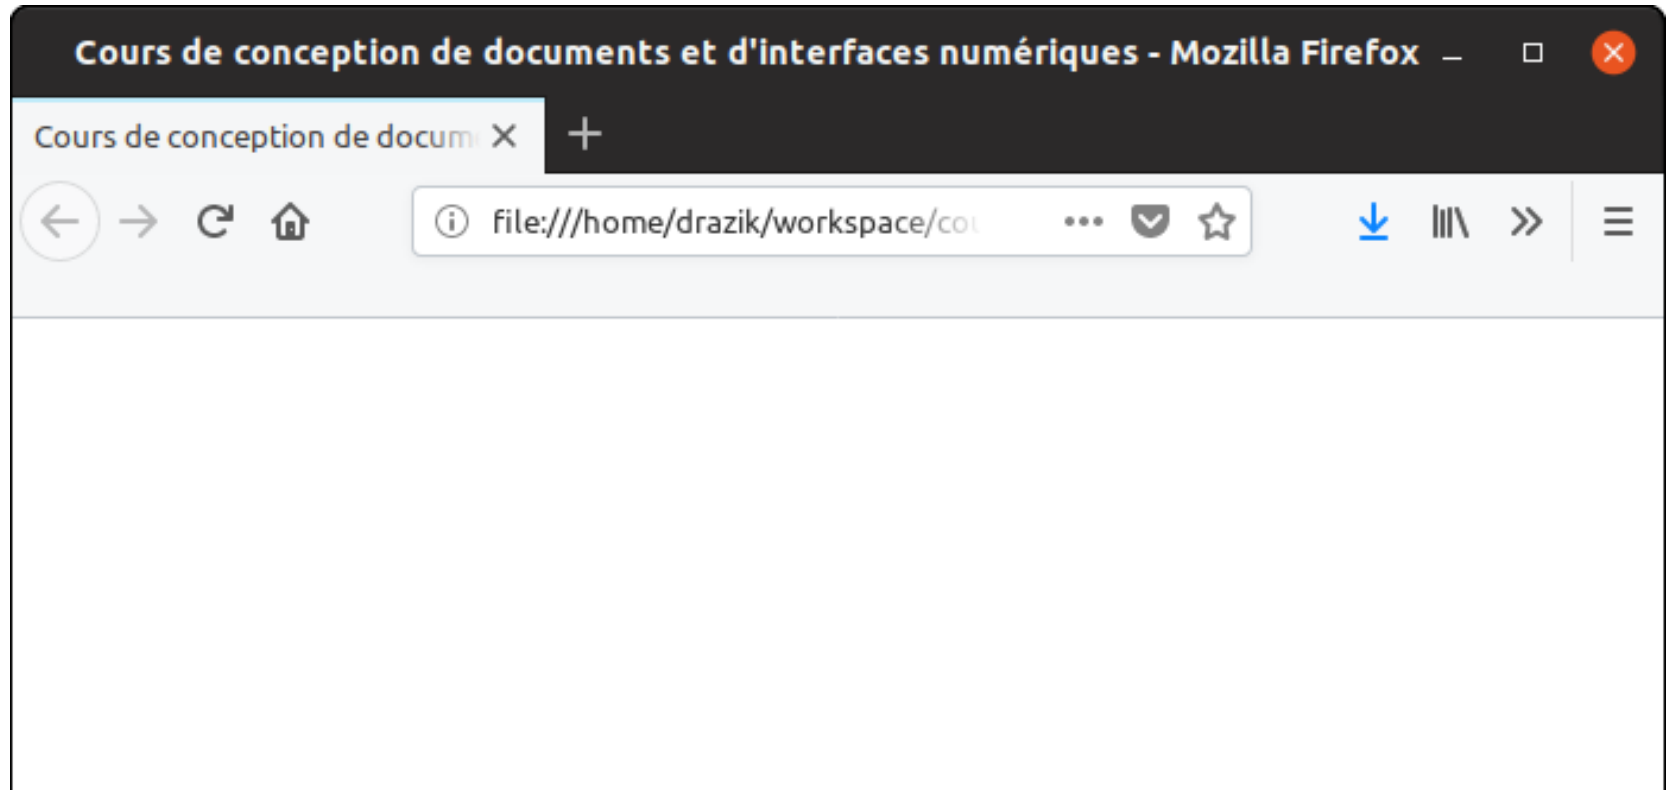 Cours de conception de documents et d'interfaces numériques - Mozilla Firefox
Cours de conception de docum
file:///home/drazik/workspace/cou